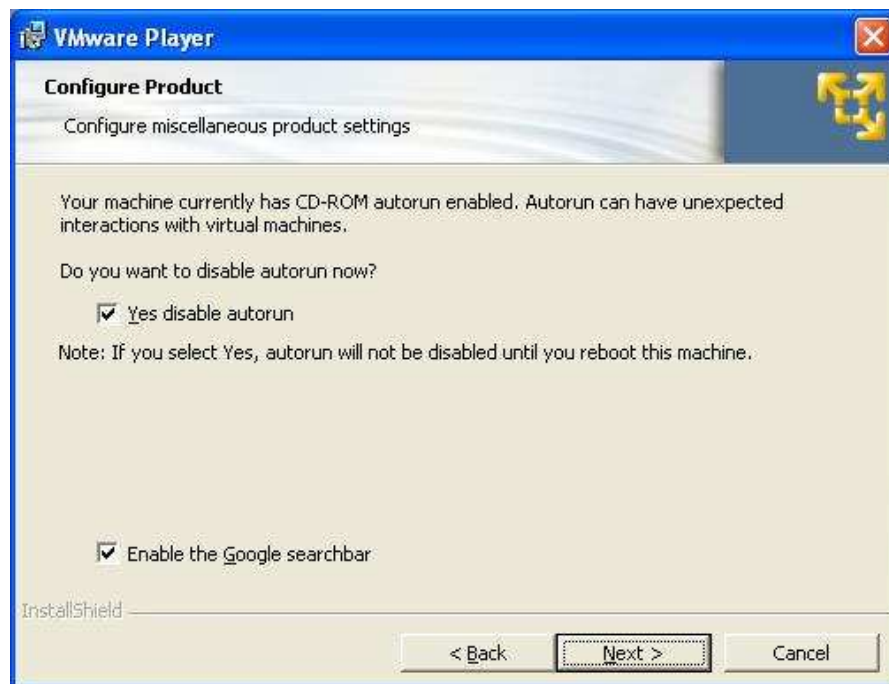 VMware Player
Configure Product
Configure miscellaneous product settings
Your machine currently has CD-ROM autorun enabled. Autorun can have unexpected
interactions with virtual machines.
Do you want to disable autorun now?
Yes disable autorun
Note: If you select Yes, autorun will not be disabled until you reboot this machine.
Enable the Google searchbar
InstallShield
< Back Next > Cancel